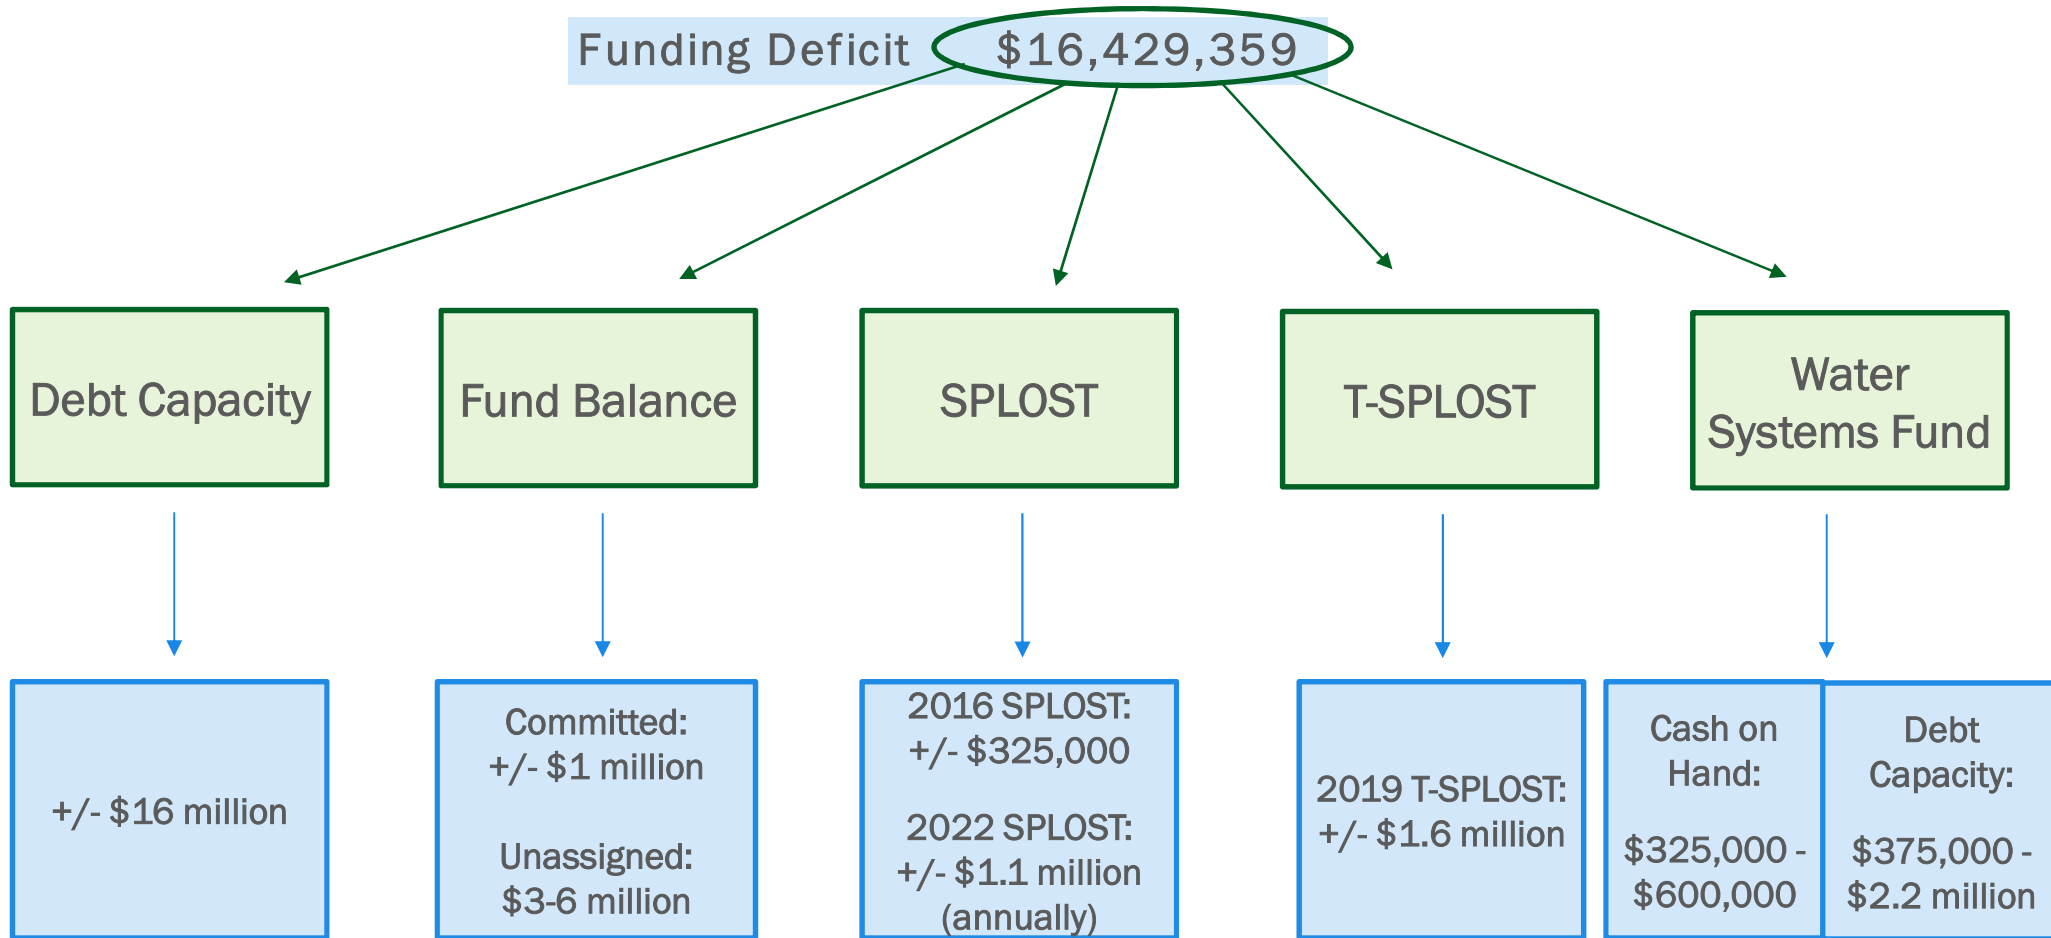 Funding Deficit $16,429,359
Debt Capacity
Fund Balance
SPLOST
T-SPLOST
Water
Systems Fund
+/- $16 million
Committed:
+/- $1 million
Unassigned:
$3-6 million
2016 SPLOST:
+/- $325,000
2022 SPLOST:
+/- $1.1 million
(annually)
2019 T-SPLOST:
+/- $1.6 million
Cash on
Hand:
$325,000 -
$600,000
Debt
Capacity:
$375,000 -
$2.2 million